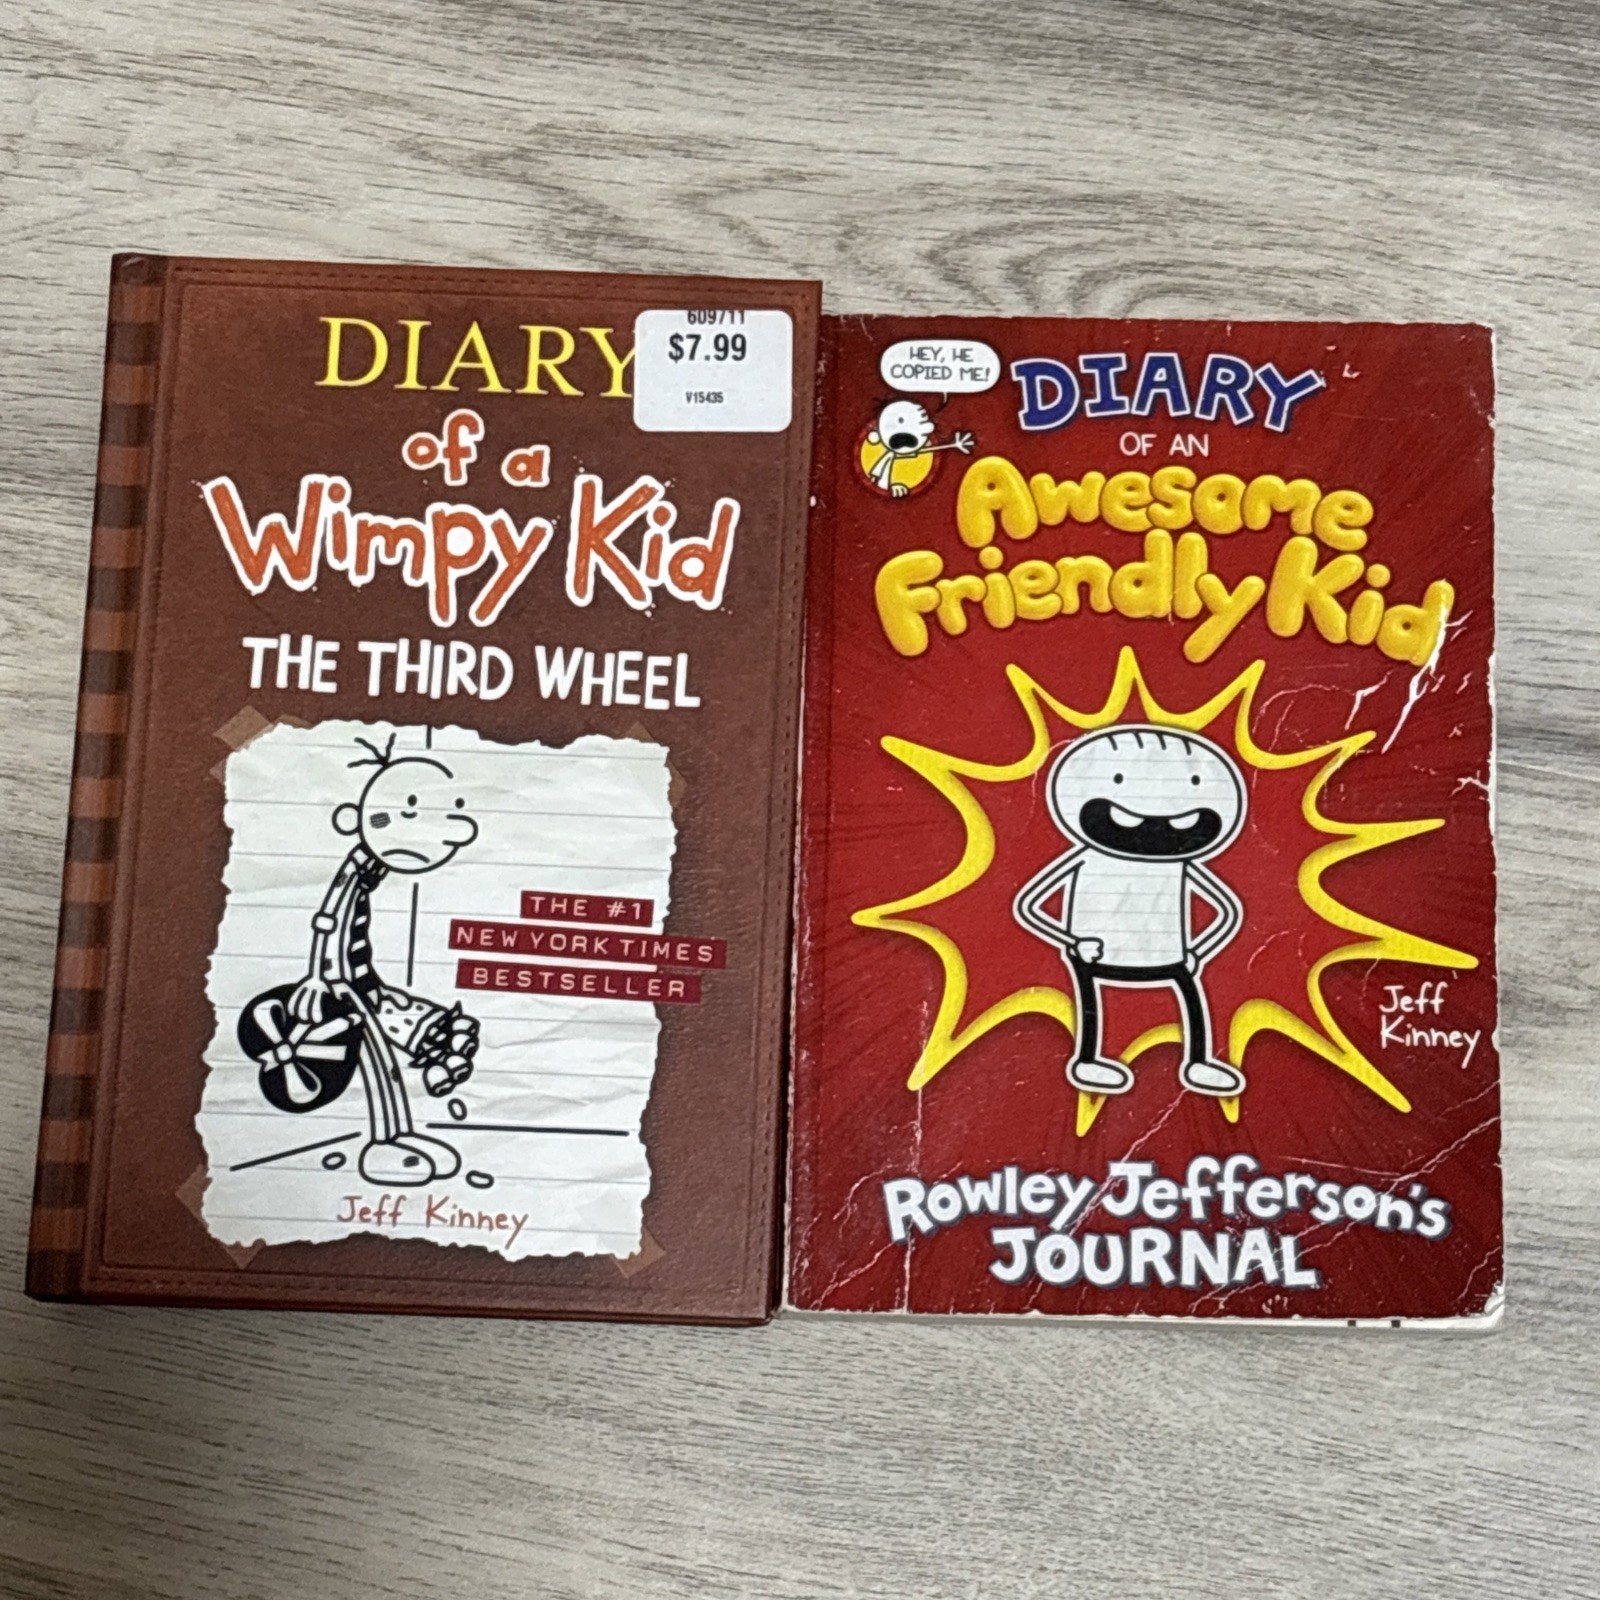 DIARY
of a
Wimpy Kid
THE THIRD WHEEL
609711
$7.99
V15435
THE #1
NEW YORK TIMES
BESTSELLER
Jeff Kinney
HEY, HE
COPIED ME!
DIARY
OF AN
Awesome
Friendly Kid
Jeff
Kinney
Rowley Jefferson's
JOURNAL